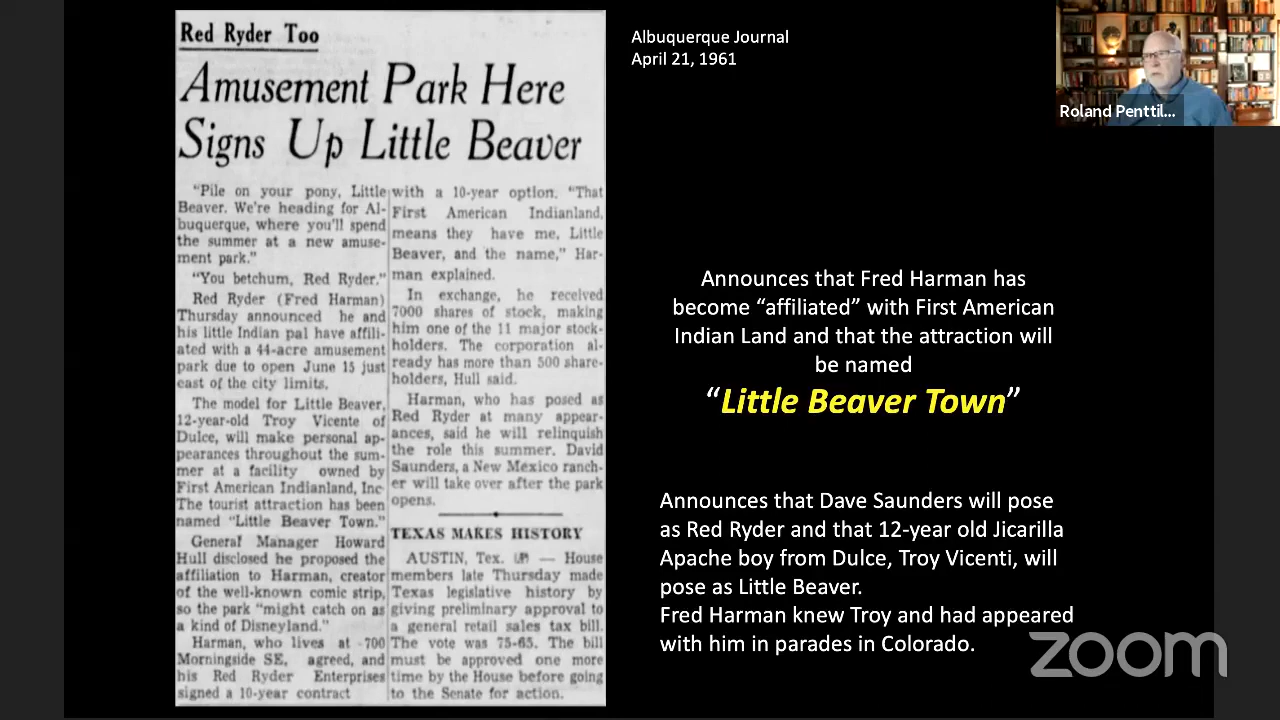 Red Ryder Too
Amusement Park Here
Signs Up Little Beaver
"Pile on your pony, Little
Beaver. We're heading for Al-
buquerque, where you'll spend
the summer at a new amuse-
ment park."
"You betchum, Red Ryder."
Red Ryder (Fred Harman)
Thursday announced he and
his little Indian pal have affili-
ated with a 44-acre amusement
park due to open June 15 just
east of the city limits.
The model for Little Beaver,
12-year-old Troy Vicente of
Dulce, will make personal ap-
pearances throughout the sum-
mer at a facility owned by
First American Indianland, Inc
The tourist attraction has been
named "Little Beaver Town."
General Manager Howard
Hull disclosed he proposed the
affiliation to Harman, creator
of the well-known comic strip,
so the park "might catch on as
a kind of Disneyland."
Harman, who lives at 700
Morningside SE, agreed, and
his Red Ryder Enterprises
signed a 10-year contract
with a 10-year option. "That
First American Indianland,
means they have me, Little
Beaver, and the name," Har-
man explained.
In exchange, he received
7000 shares of stock, making
him one of the 11 major stock-
holders. The corporation al-
ready has more than 500 share-
holders, Hull said.
Harman, who has posed as
Red Ryder at many appear-
ances, said he will relinquish
the role this summer. David
Saunders, a New Mexico ranch-
er will take over after the park
opens.
TEXAS MAKES HISTORY
AUSTIN, Tex. UPI — House
members late Thursday made
Texas legislative history by
giving preliminary approval to
a general retail sales tax bill.
The vote was 75-65. The bill
must be approved one more
time by the House before going
to the Senate for action.
Albuquerque Journal
April 21, 1961
Announces that Fred Harman has
become “affiliated” with First American
Indian Land and that the attraction will
be named
“Little Beaver Town”
Announces that Dave Saunders will pose
as Red Ryder and that 12-year old Jicarilla
Apache boy from Dulce, Troy Vicenti, will
pose as Little Beaver.
Fred Harman knew Troy and had appeared
with him in parades in Colorado.
Roland Penttil...
zoom